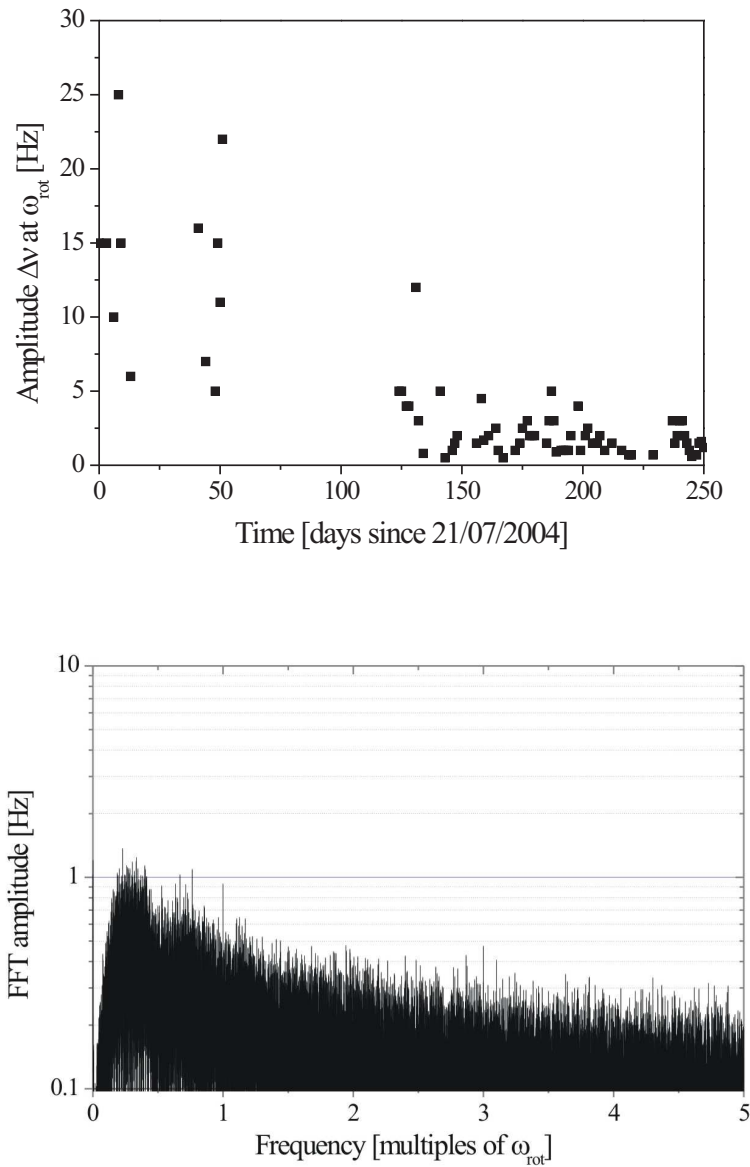 30
25
20
15
10
5
0
Amplitude Δν at ω_rot [Hz]
0 50 100 150 200 250
Time [days since 21/07/2004]
10
1
0.1
FFT amplitude [Hz]
0 1 2 3 4 5
Frequency [multiples of ω_rot]